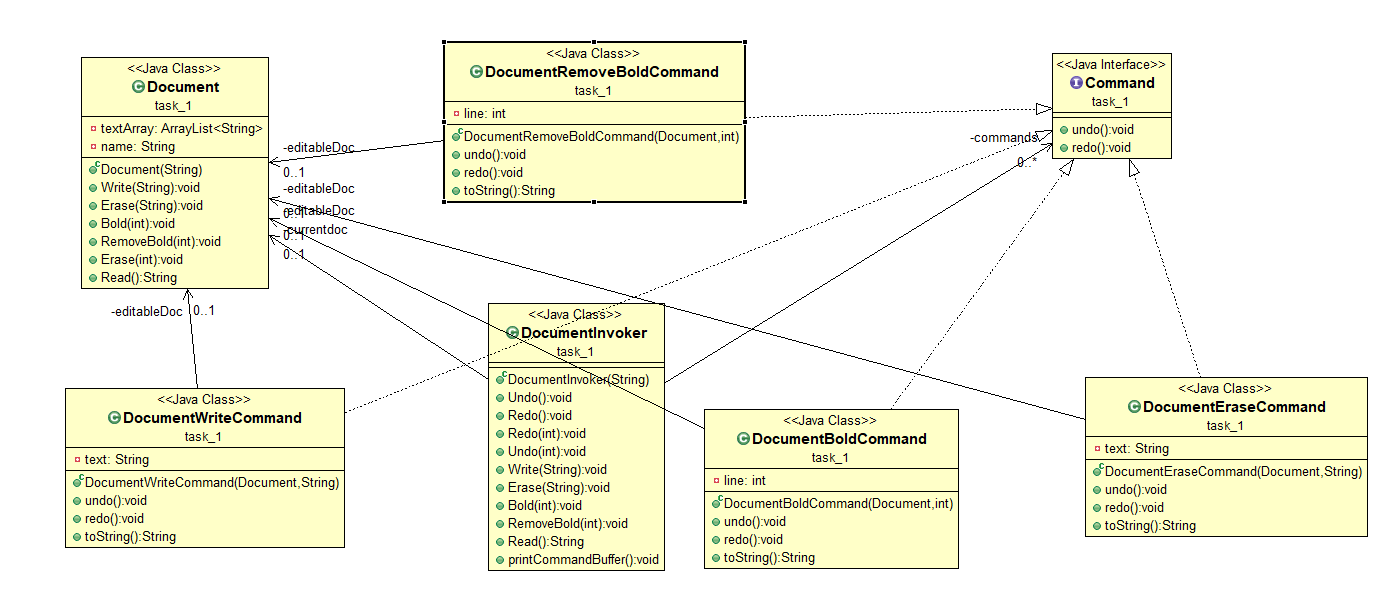 <<Java Class>>
Document
task_1
textArray: ArrayList<String>
name: String
Document(String)
Write(String):void
Erase(String):void
Bold(int):void
RemoveBold(int):void
Erase(int):void
Read():String
<<Java Class>>
DocumentRemoveBoldCommand
task_1
line: int
DocumentRemoveBoldCommand(Document,int)
undo():void
redo():void
toString():String
<<Java Interface>>
Command
task_1
undo():void
redo():void
-editableDoc
0..1
-editableDoc
0..1
-editableDoc
0..1
-currentdoc
0..1
-commands
0..*
-editableDoc
0..1
<<Java Class>>
DocumentWriteCommand
task_1
text: String
DocumentWriteCommand(Document,String)
undo():void
redo():void
toString():String
<<Java Class>>
DocumentInvoker
task_1
DocumentInvoker(String)
Undo():void
Redo():void
Redo(int):void
Undo(int):void
Write(String):void
Erase(String):void
Bold(int):void
RemoveBold(int):void
Read():String
printCommandBuffer():void
<<Java Class>>
DocumentBoldCommand
task_1
line: int
DocumentBoldCommand(Document,int)
undo():void
redo():void
toString():String
<<Java Class>>
DocumentEraseCommand
task_1
text: String
DocumentEraseCommand(Document,String)
undo():void
redo():void
toString():String